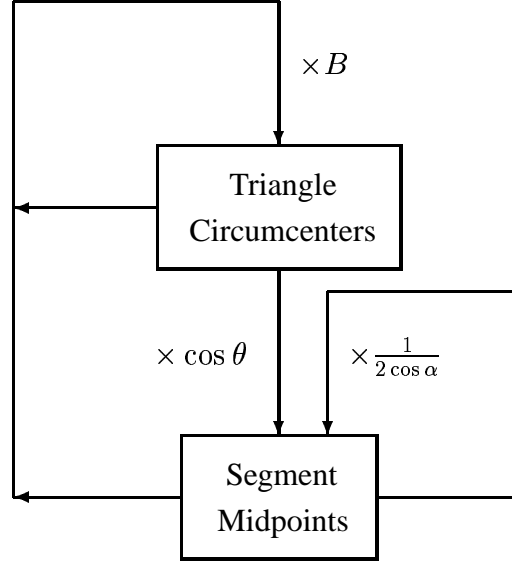 ×B
Triangle
Circumcenters
× cos θ
× 1/(2 cos α)
Segment
Midpoints